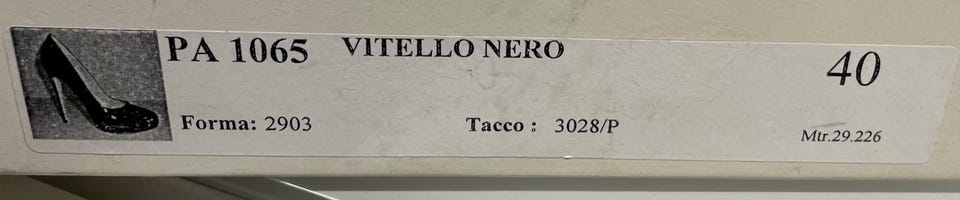 PA 1065 VITELLO NERO 40
Forma: 2903 Tacco : 3028/P Mtr.29.226